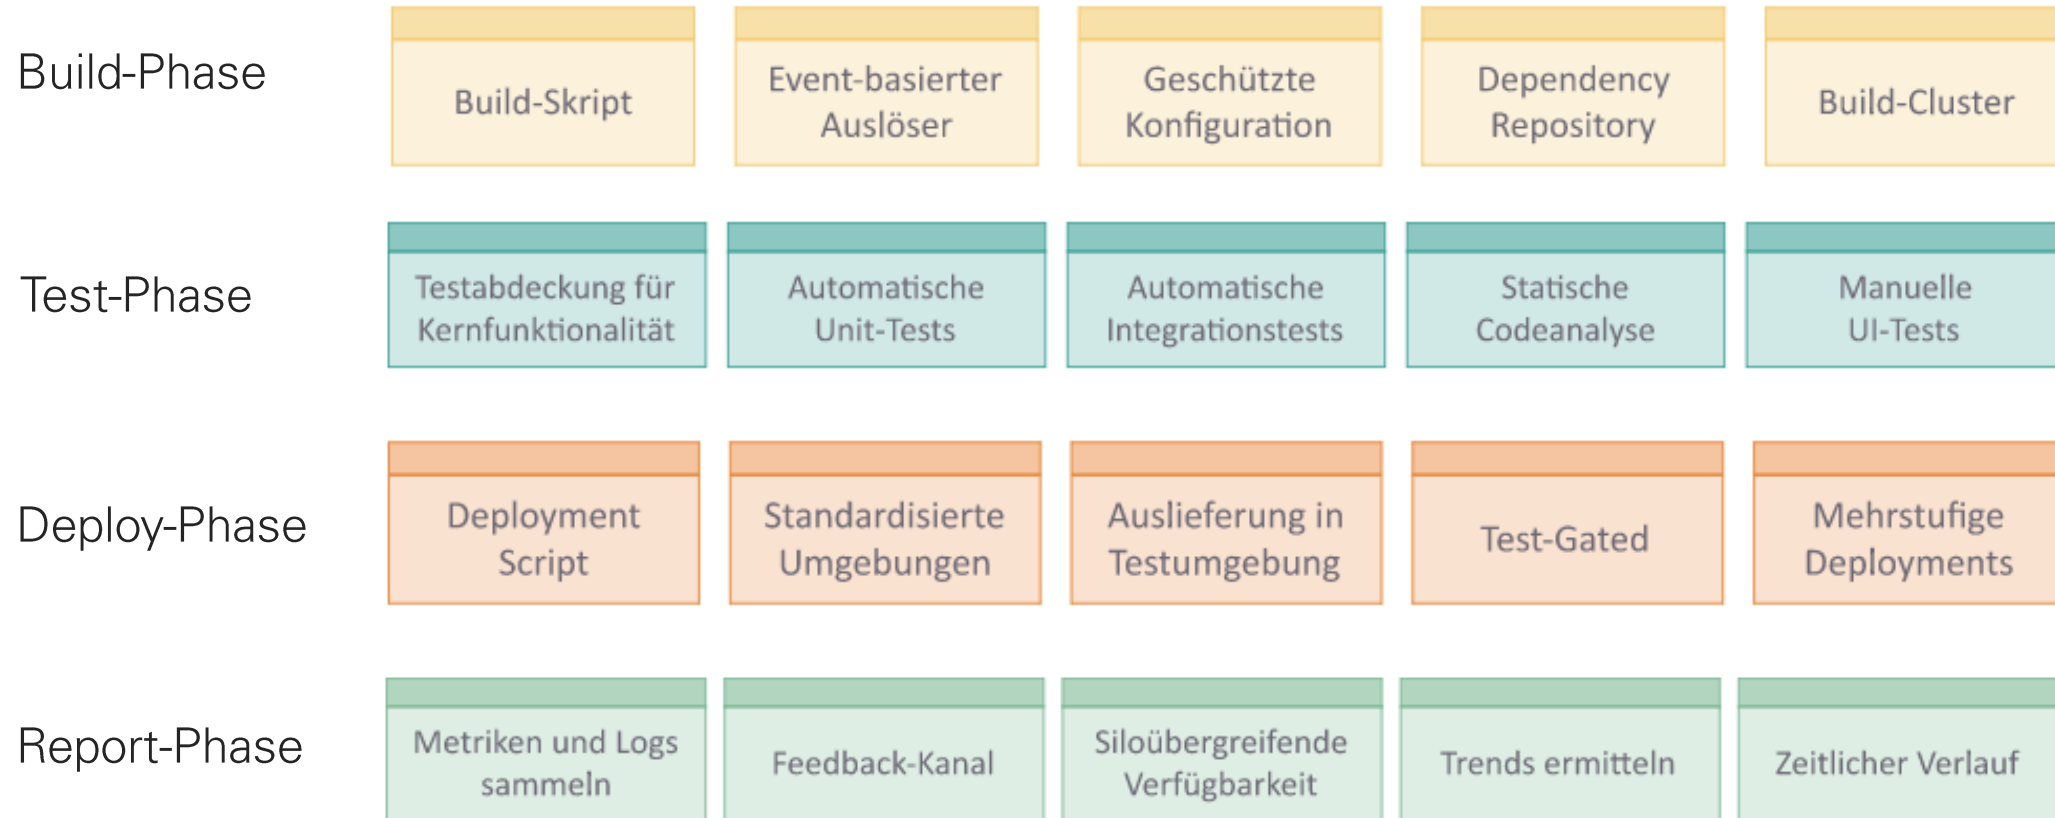 Build-Phase
Build-Skript
Event-basierter
Auslöser
Geschützte
Konfiguration
Dependency
Repository
Build-Cluster
Test-Phase
Testabdeckung für
Kernfunktionalität
Automatische
Unit-Tests
Automatische
Integrationstests
Statische
Codeanalyse
Manuelle
UI-Tests
Deploy-Phase
Deployment
Script
Standardisierte
Umgebungen
Auslieferung in
Testumgebung
Test-Gated
Mehrstufige
Deployments
Report-Phase
Metriken und Logs
sammeln
Feedback-Kanal
Siloübergreifende
Verfügbarkeit
Trends ermitteln
Zeitlicher Verlauf